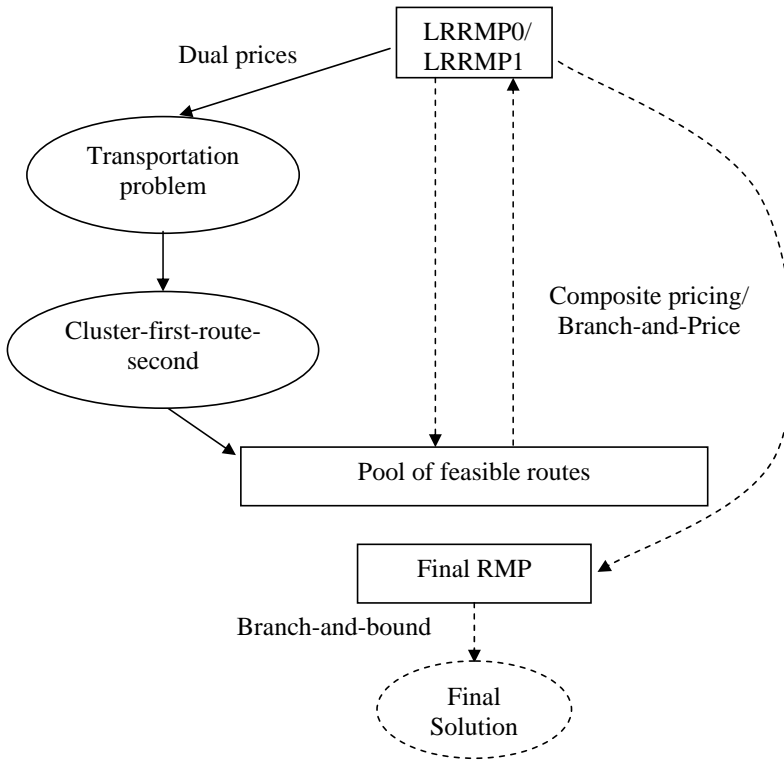 LRRMP0/
LRRMP1
Dual prices
Transportation
problem
Composite pricing/
Branch-and-Price
Cluster-first-route-
second
Pool of feasible routes
Final RMP
Branch-and-bound
Final
Solution